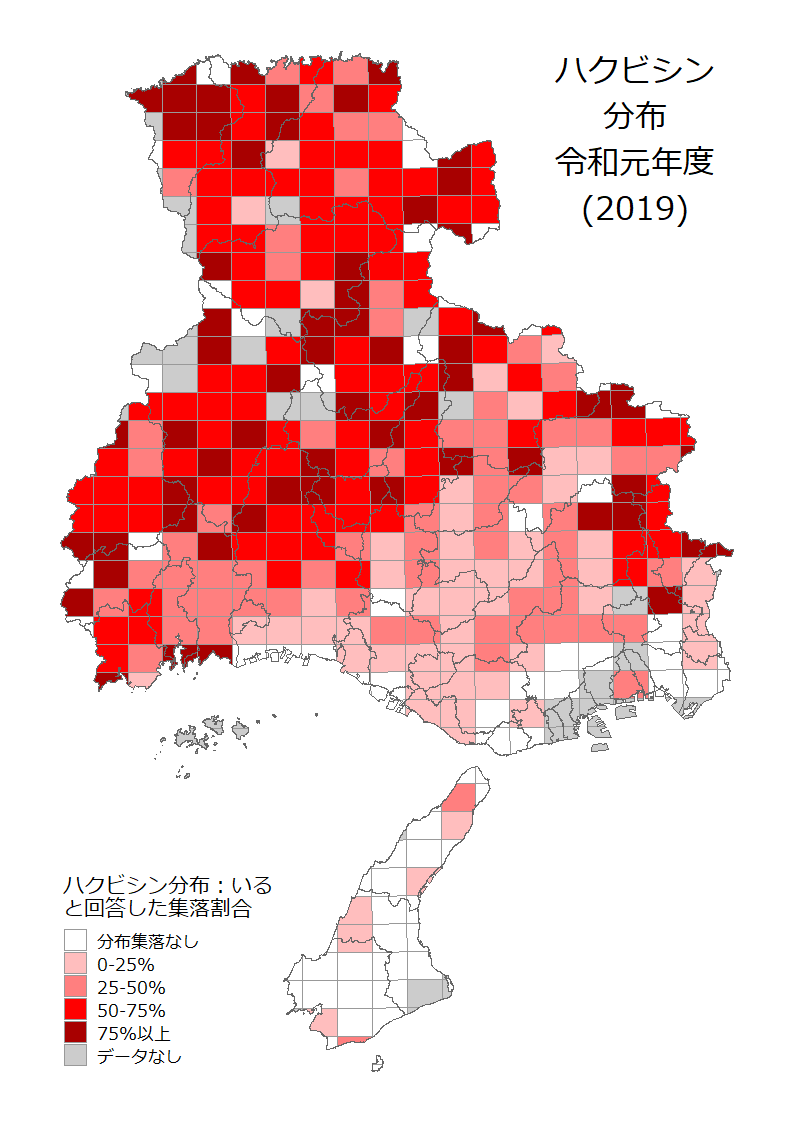 ハクビシン
分布
令和元年度
(2019)
ハクビシン分布：いる
と回答した集落割合
分布集落なし
0-25%
25-50%
50-75%
75%以上
データなし